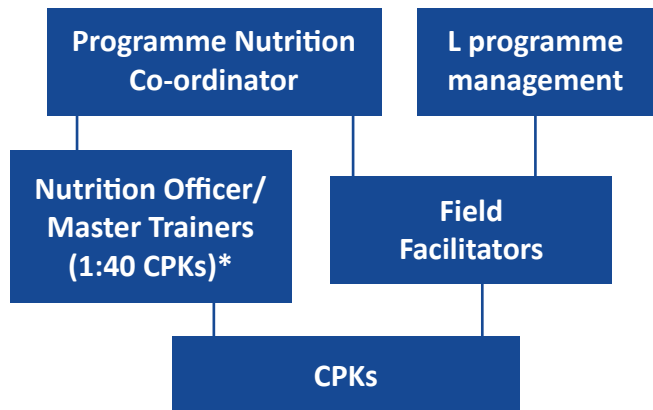 Programme Nutrition
Co-ordinator
L programme
management
Nutrition Officer/
Master Trainers
(1:40 CPKs)*
Field
Facilitators
CPKs